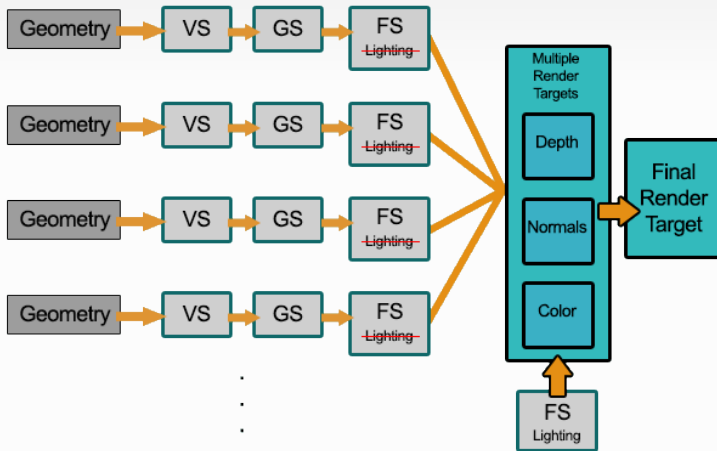 Geometry
VS
GS
FS
Lighting
Geometry
VS
GS
FS
Lighting
Geometry
VS
GS
FS
Lighting
Geometry
VS
GS
FS
Lighting
Multiple
Render
Targets
Depth
Normals
Color
Final
Render
Target
FS
Lighting